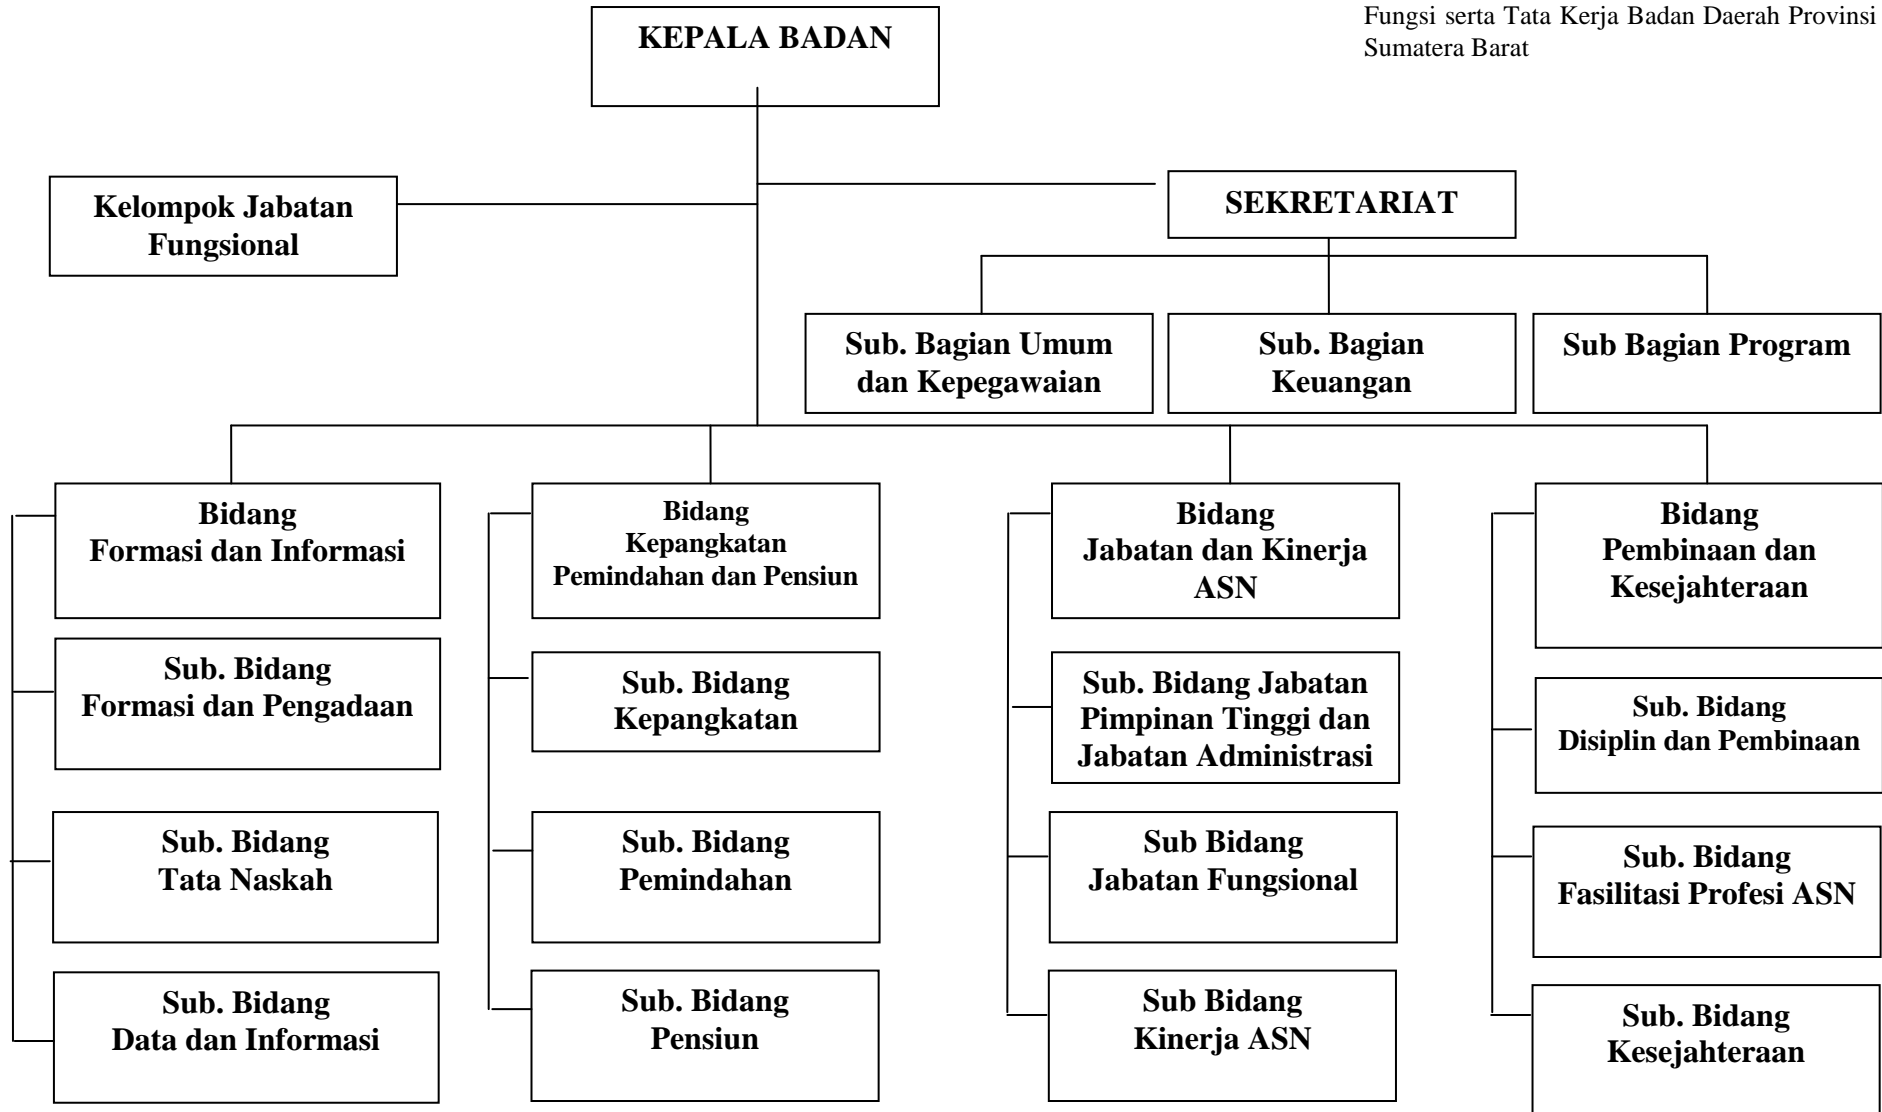 Fungsi serta Tata Kerja Badan Daerah Provinsi
Sumatera Barat
KEPALA BADAN
Kelompok Jabatan
Fungsional
SEKRETARIAT
Sub. Bagian Umum
dan Kepegawaian
Sub. Bagian
Keuangan
Sub Bagian Program
Bidang
Formasi dan Informasi
Sub. Bidang
Formasi dan Pengadaan
Sub. Bidang
Tata Naskah
Sub. Bidang
Data dan Informasi
Bidang
Kepangkatan
Pemindahan dan Pensiun
Sub. Bidang
Kepangkatan
Sub. Bidang
Pemindahan
Sub. Bidang
Pensiun
Bidang
Jabatan dan Kinerja
ASN
Sub. Bidang Jabatan
Pimpinan Tinggi dan
Jabatan Administrasi
Sub Bidang
Jabatan Fungsional
Sub Bidang
Kinerja ASN
Bidang
Pembinaan dan
Kesejahteraan
Sub. Bidang
Disiplin dan Pembinaan
Sub. Bidang
Fasilitasi Profesi ASN
Sub. Bidang
Kesejahteraan